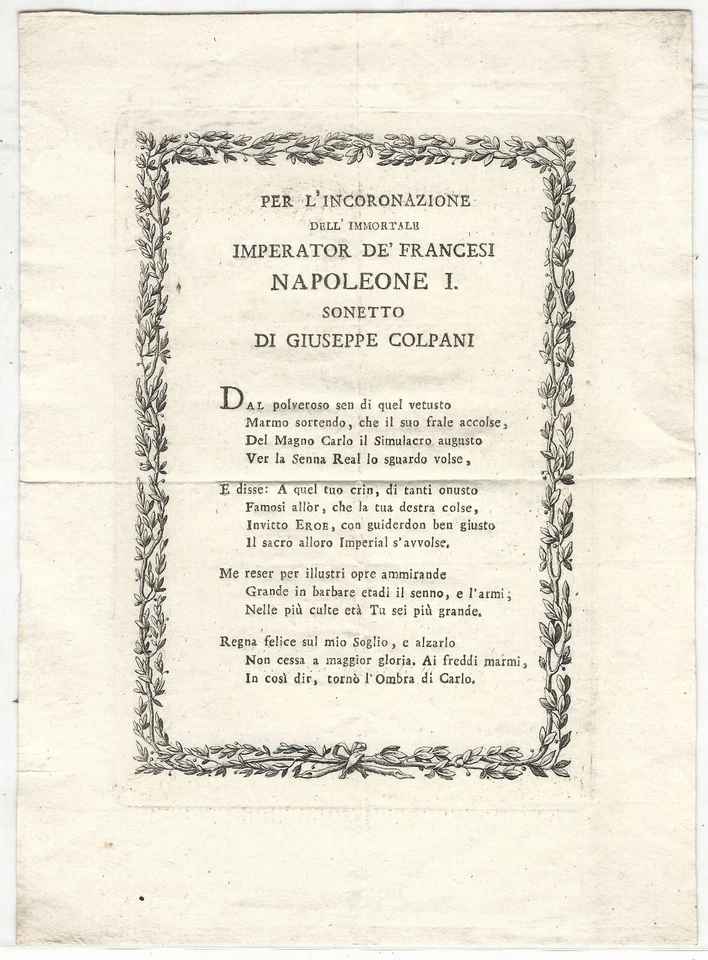 PER L'INCORONAZIONE
DELL' IMMORTALE
IMPERATOR DE' FRANCESI
NAPOLEONE I.
SONETTO
DI GIUSEPPE COLPANI
DAL polveroso sen di quel vetusto
Marmo sortendo, che il suo frale accolse,
Del Magno Carlo il Simulacro augusto
Ver la Senna Real lo sguardo volse,
E disse: A quel tuo crin, di tanti onusto
Famosi allòr, che la tua destra colse,
Invitto EROE, con guiderdon ben giusto
Il sacro alloro Imperial s'avvolse.
Me reser per illustri opre ammirande
Grande in barbare etadi il senno, e l'armi;
Nelle più culte età Tu sei più grande.
Regna felice sul mio Soglio, e alzarlo
Non cessa a maggior gloria. Ai freddi marmi,
In così dir, tornò l'Ombra di Carlo.